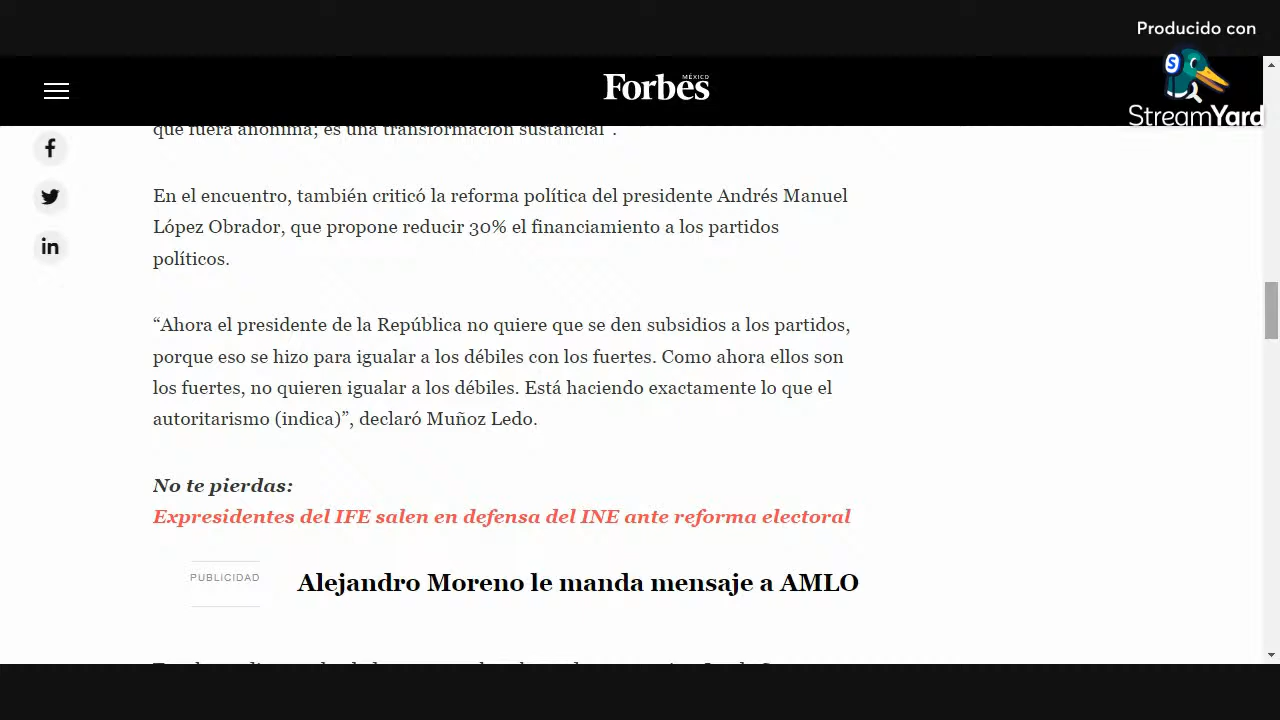 Producido con
StreamYard
Forbes
MÉXICO
que fuera anónima; es una transformación sustancial”.
En el encuentro, también criticó la reforma política del presidente Andrés Manuel
López Obrador, que propone reducir 30% el financiamiento a los partidos
políticos.
“Ahora el presidente de la República no quiere que se den subsidios a los partidos,
porque eso se hizo para igualar a los débiles con los fuertes. Como ahora ellos son
los fuertes, no quieren igualar a los débiles. Está haciendo exactamente lo que el
autoritarismo (indica)”, declaró Muñoz Ledo.
No te pierdas:
Expresidentes del IFE salen en defensa del INE ante reforma electoral
PUBLICIDAD
Alejandro Moreno le manda mensaje a AMLO